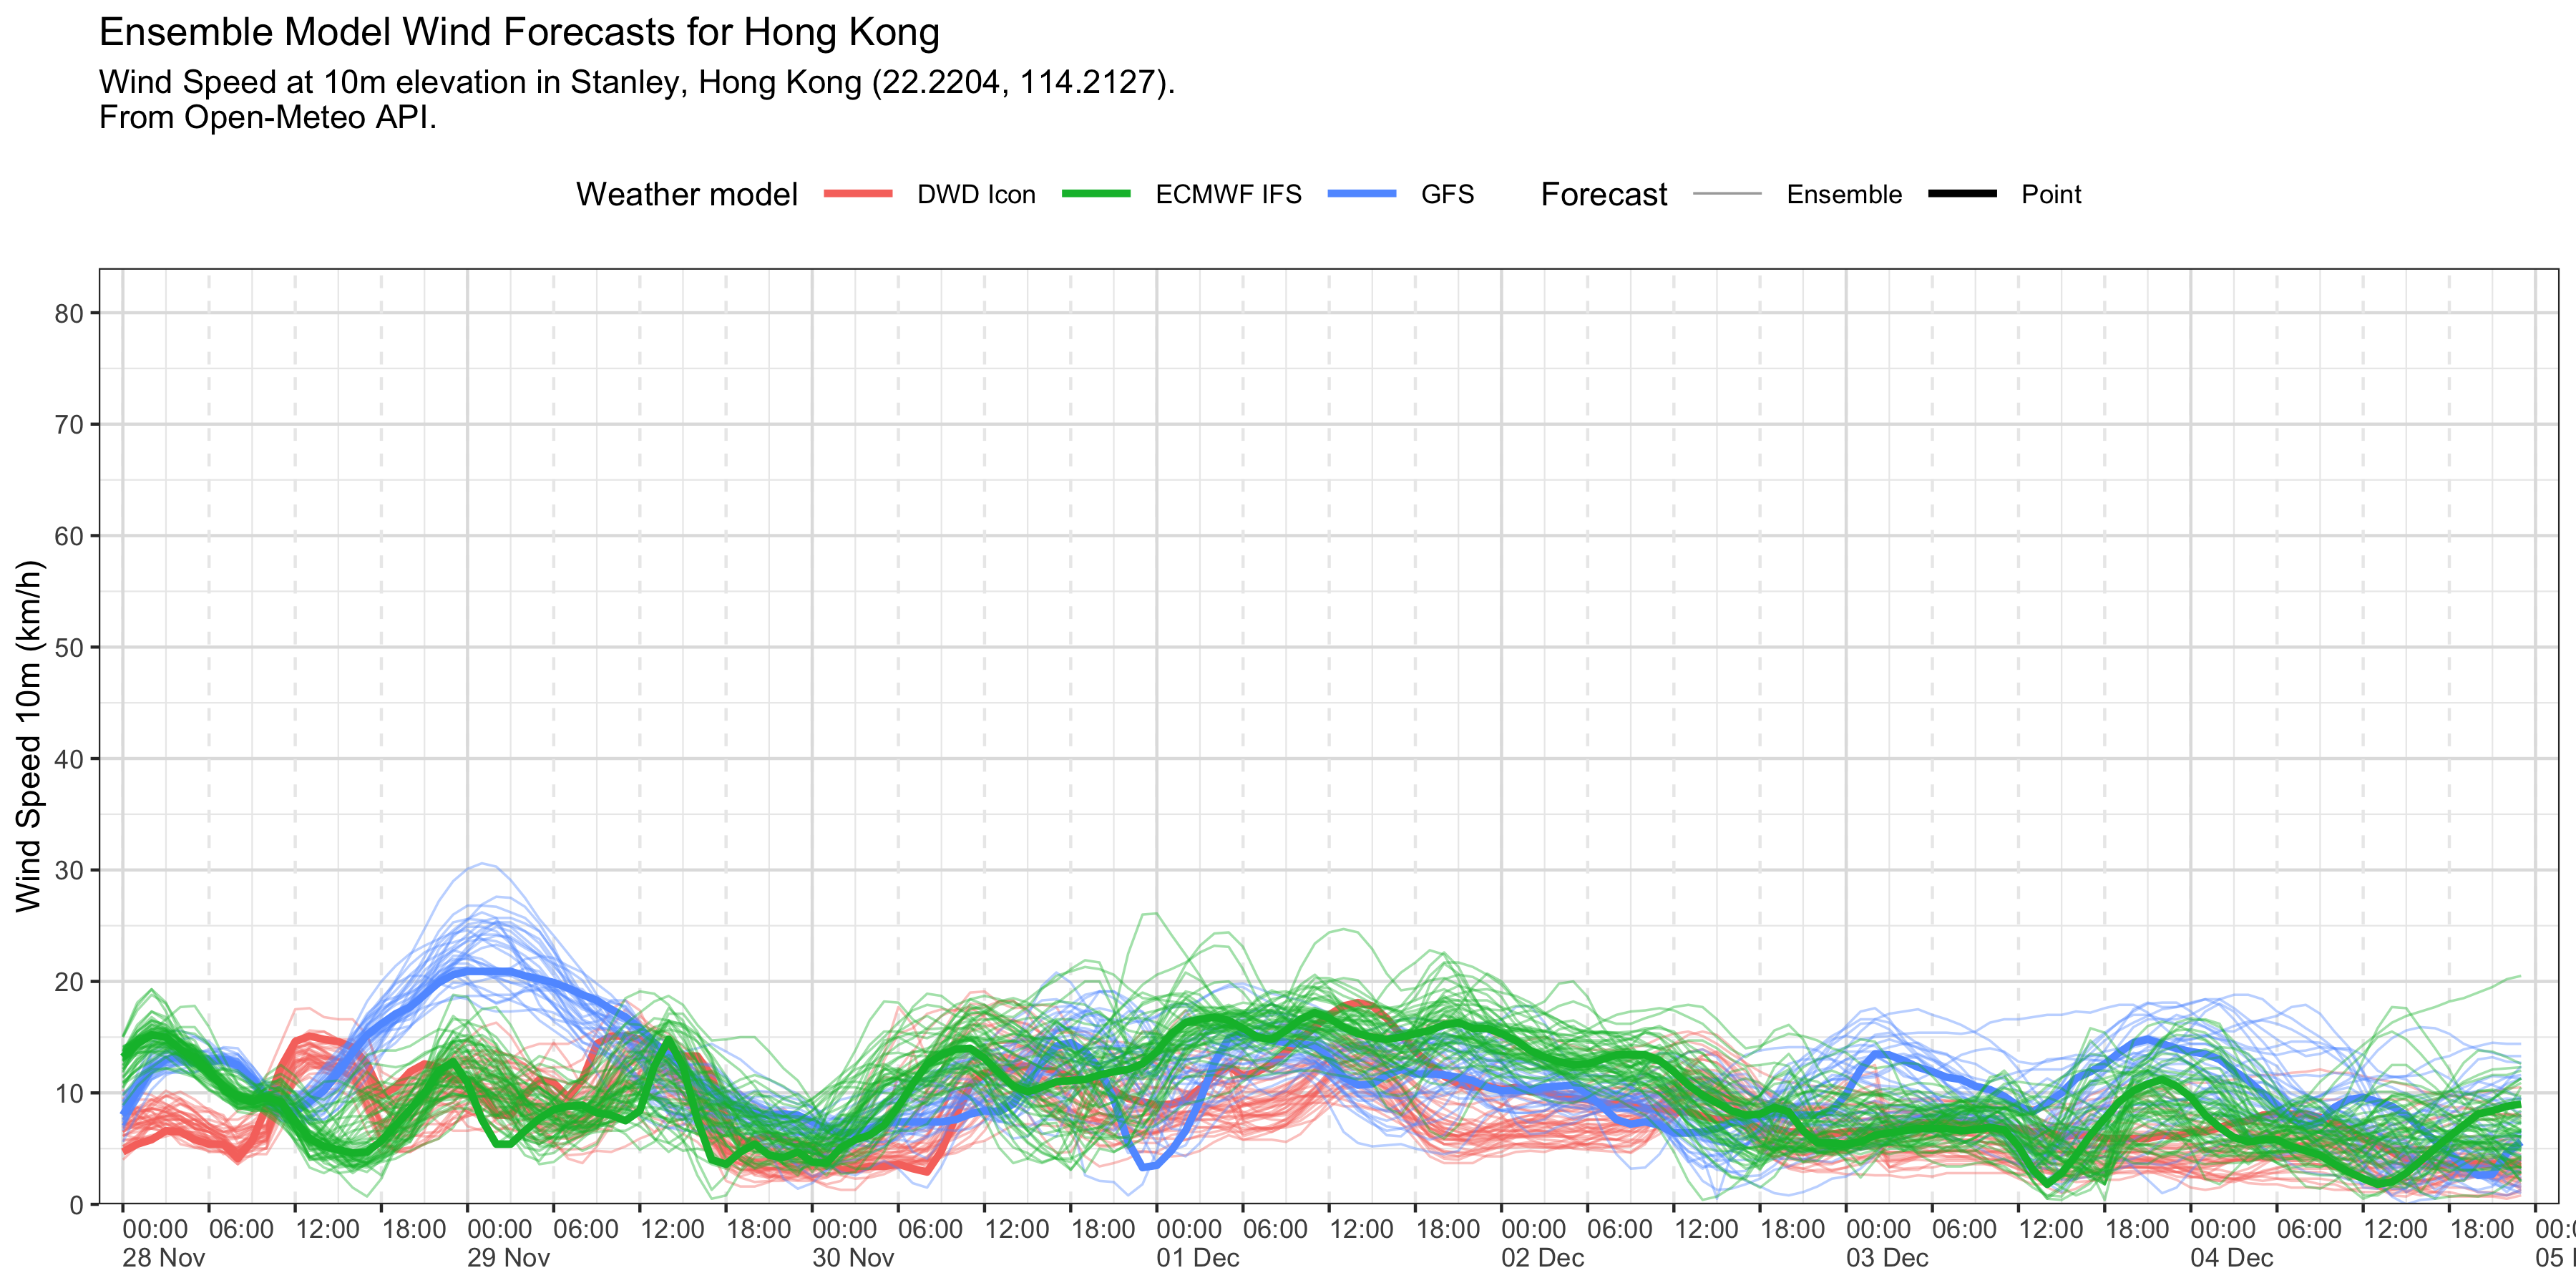 Ensemble Model Wind Forecasts for Hong Kong
Wind Speed at 10m elevation in Stanley, Hong Kong (22.2204, 114.2127).
From Open-Meteo API.
Weather model DWD Icon ECMWF IFS GFS Forecast Ensemble Point
Wind Speed 10m (km/h)
80
70
60
50
40
30
20
10
0
00:00 06:00 12:00 18:00 00:00 06:00 12:00 18:00 00:00 06:00 12:00 18:00 00:00 06:00 12:00 18:00 00:00 06:00 12:00 18:00 00:00 06:00 12:00 18:00 00:00 06:00 12:00 18:00
28 Nov 29 Nov 30 Nov 01 Dec 02 Dec 03 Dec 04 Dec 05